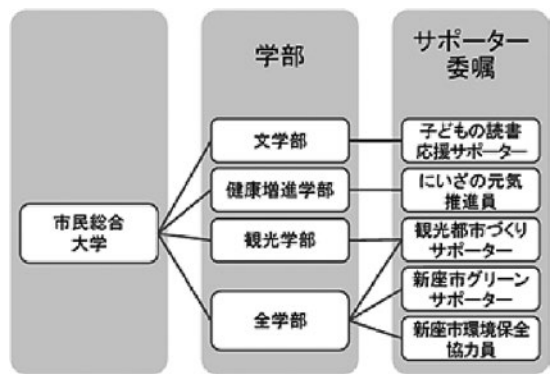 学部
サポーター
委嘱
市民総合
大学
文学部
健康増進学部
観光学部
全学部
子どもの読書
応援サポーター
にいざの元気
推進員
観光都市づくり
サポーター
新座市グリーン
サポーター
新座市環境保全
協力員